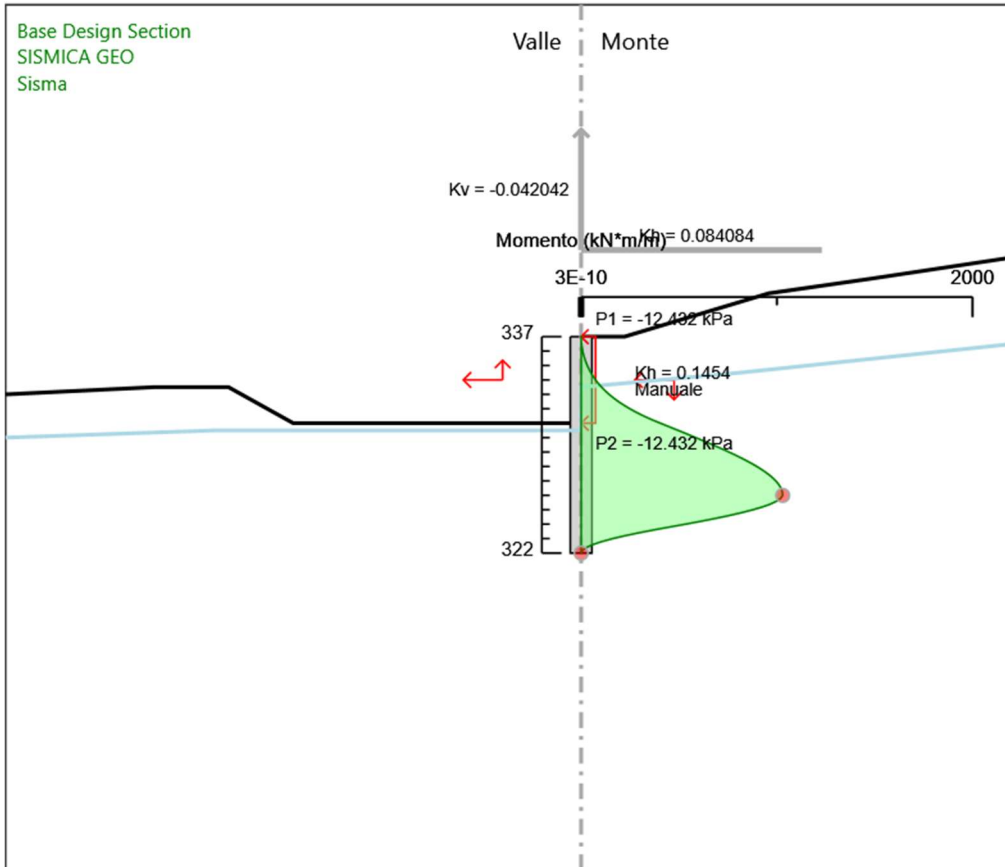 Base Design Section
SISMICA GEO
Sisma
Valle
Monte
Kv = -0.042042
Momento (kN*m/m)
Kh = 0.084084
3E-10
2000
P1 = -12.432 kPa
337
Kh = 0.1454
Manuale
P2 = -12.432 kPa
322